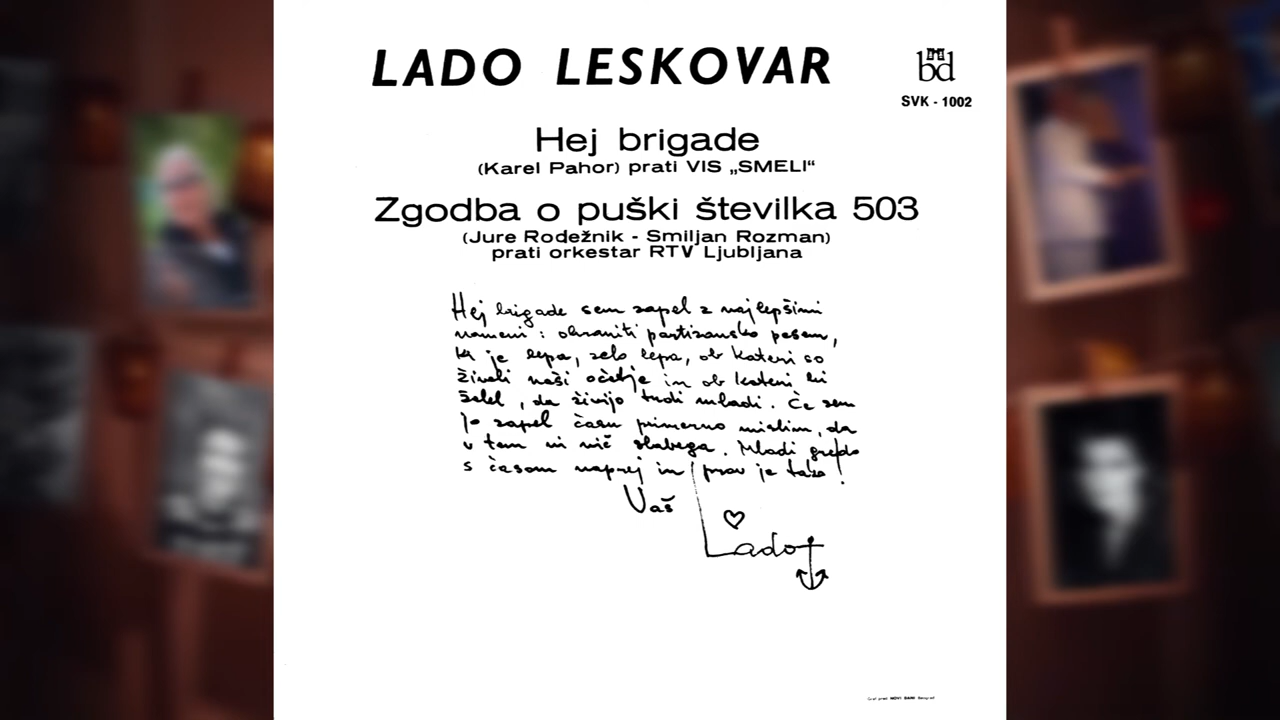 LADO LESKOVAR
bd
SVK - 1002
Hej brigade
(Karel Pahor) prati VIS „SMELI“
Zgodba o puški številka 503
(Jure Rodežnik - Smiljan Rozman)
prati orkestar RTV Ljubljana
Hej brigade sem zapel z najlepšimi
nameni : ohraniti partizansko pesem,
ki je lepa, zelo lepa, ob kateri so
živeli naši očetje in ob kateri bi
želel, da živijo tudi mladi. Če sem
jo zapel času primerno mislim, da
v tem ni nič slabega. Mladi gredo
s časom naprej in prav je tako!
Vaš
Lado